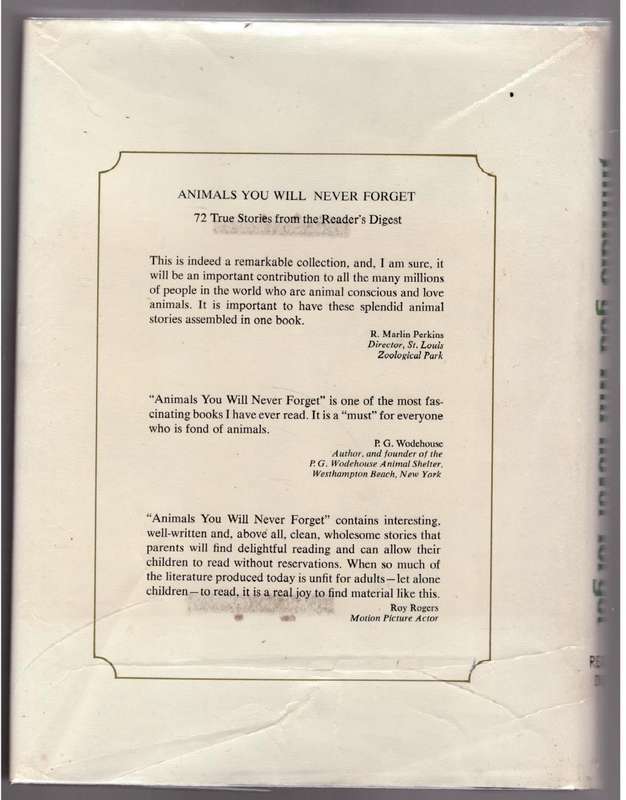 ANIMALS YOU WILL NEVER FORGET
72 True Stories from the Reader's Digest
This is indeed a remarkable collection, and, I am sure, it
will be an important contribution to all the many millions
of people in the world who are animal conscious and love
animals. It is important to have these splendid animal
stories assembled in one book.
R. Marlin Perkins
Director, St. Louis
Zoological Park
“Animals You Will Never Forget” is one of the most fas-
cinating books I have ever read. It is a “must” for everyone
who is fond of animals.
P. G. Wodehouse
Author, and founder of the
P. G. Wodehouse Animal Shelter,
Westhampton Beach, New York
“Animals You Will Never Forget” contains interesting,
well-written and, above all, clean, wholesome stories that
parents will find delightful reading and can allow their
children to read without reservations. When so much of
the literature produced today is unfit for adults—let alone
children—to read, it is a real joy to find material like this.
Roy Rogers
Motion Picture Actor
animals you will never forget